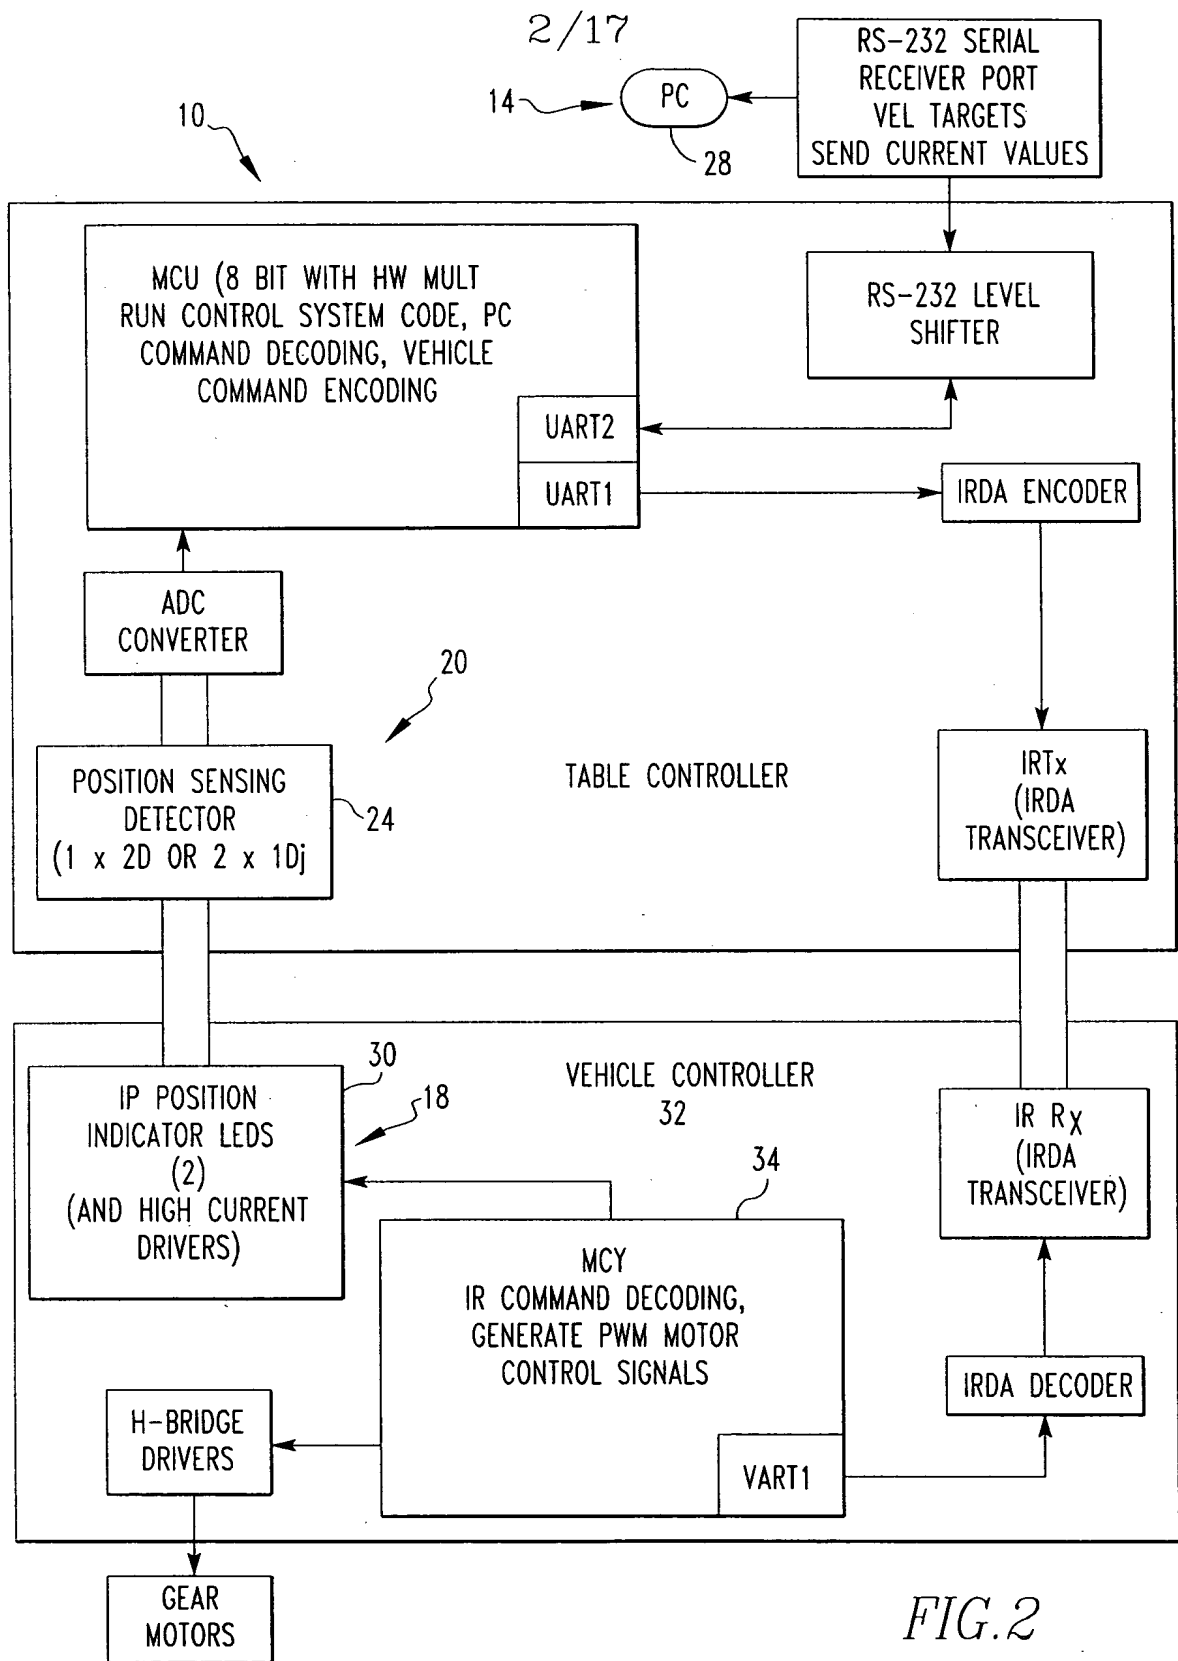 2/17
RS-232 SERIAL
RECEIVER PORT
VEL TARGETS
SEND CURRENT VALUES
PC
14
28
10
MCU (8 BIT WITH HW MULT
RUN CONTROL SYSTEM CODE, PC
COMMAND DECODING, VEHICLE
COMMAND ENCODING
UART2
UART1
RS-232 LEVEL
SHIFTER
IRDA ENCODER
ADC
CONVERTER
20
POSITION SENSING
DETECTOR
(1 x 2D OR 2 x 1Dj
24
TABLE CONTROLLER
IRTx
(IRDA
TRANSCEIVER)
30
IP POSITION
INDICATOR LEDS
(2)
(AND HIGH CURRENT
DRIVERS)
18
VEHICLE CONTROLLER
32
34
IR Rx
(IRDA
TRANSCEIVER)
MCY
IR COMMAND DECODING,
GENERATE PWM MOTOR
CONTROL SIGNALS
VART1
IRDA DECODER
H-BRIDGE
DRIVERS
GEAR
MOTORS
FIG.2